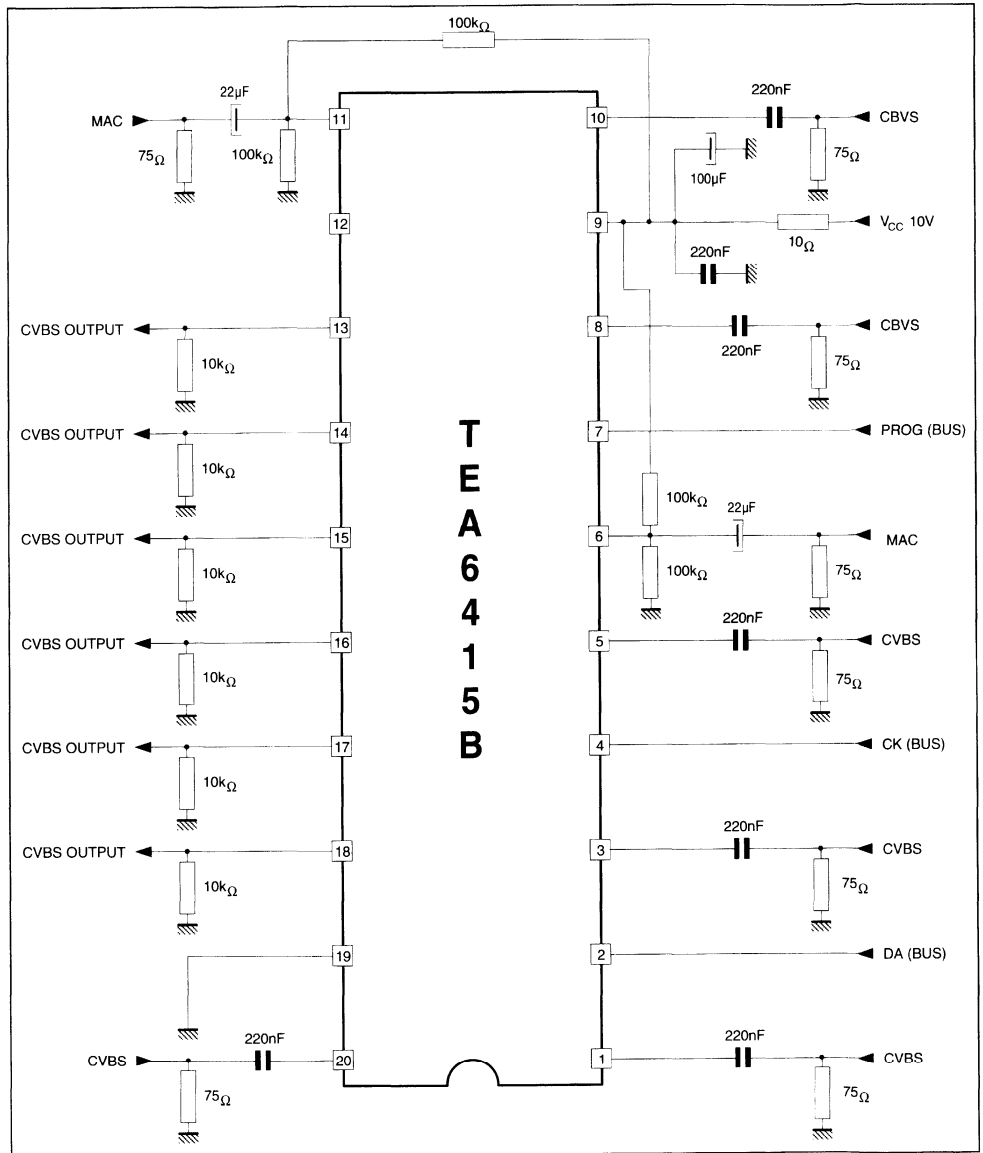 100kΩ
22µF
220nF
MAC
11
10
CBVS
75Ω
100kΩ
100µF
75Ω
12
9
VCC 10V
10Ω
220nF
CVBS OUTPUT
13
8
CBVS
220nF
10kΩ
75Ω
CVBS OUTPUT
14
7
PROG (BUS)
10kΩ
100kΩ
22µF
CVBS OUTPUT
15
6
MAC
10kΩ
100kΩ
75Ω
220nF
CVBS OUTPUT
16
5
CVBS
10kΩ
75Ω
CVBS OUTPUT
17
4
CK (BUS)
10kΩ
220nF
CVBS OUTPUT
18
3
CVBS
10kΩ
75Ω
19
2
DA (BUS)
220nF
220nF
CVBS
20
1
CVBS
75Ω
75Ω
T
E
A
6
4
1
5
B